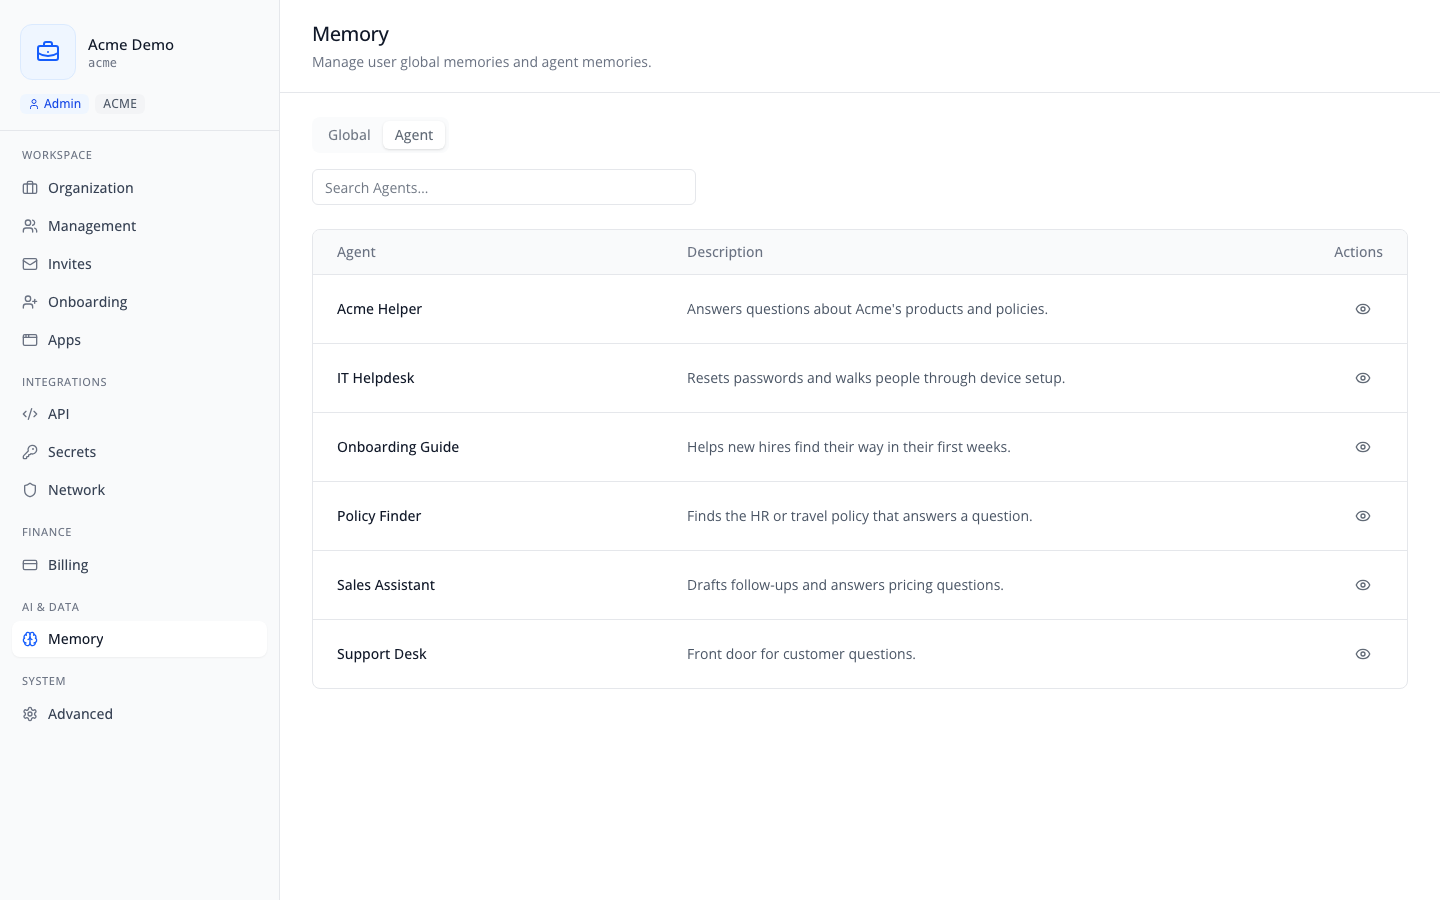 Acme Demo
acme
Admin
ACME
WORKSPACE
Organization
Management
Invites
Onboarding
Apps
INTEGRATIONS
API
Secrets
Network
FINANCE
Billing
AI & DATA
Memory
SYSTEM
Advanced
Memory
Manage user global memories and agent memories.
Global
Agent
Search Agents...
Agent
Description
Actions
Acme Helper
Answers questions about Acme's products and policies.
IT Helpdesk
Resets passwords and walks people through device setup.
Onboarding Guide
Helps new hires find their way in their first weeks.
Policy Finder
Finds the HR or travel policy that answers a question.
Sales Assistant
Drafts follow-ups and answers pricing questions.
Support Desk
Front door for customer questions.